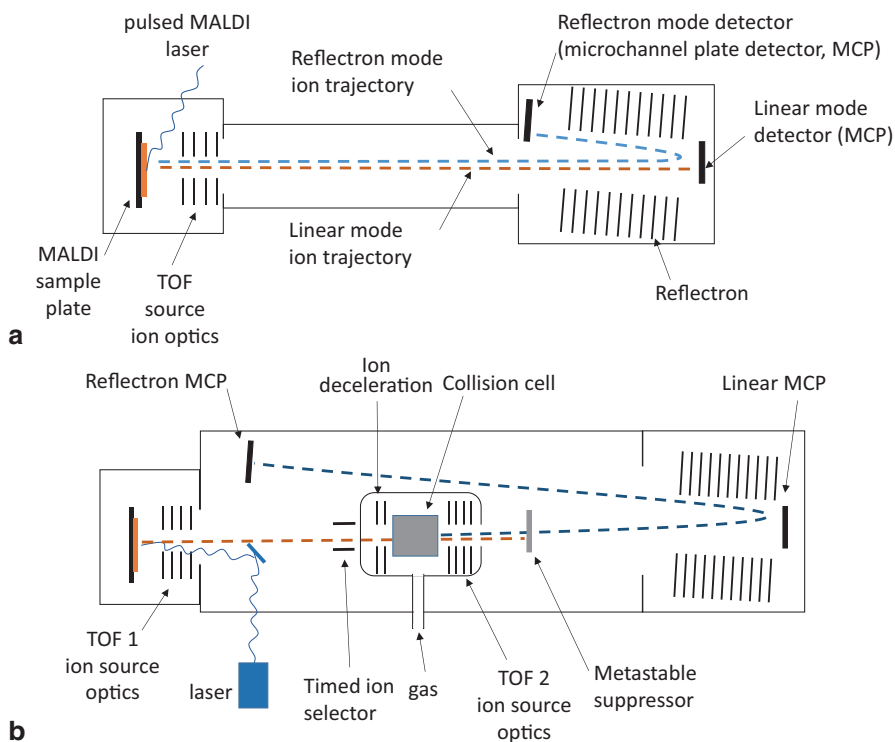 pulsed MALDI
laser
Reflectron mode
ion trajectory
Reflectron mode detector
(microchannel plate detector, MCP)
Linear mode
detector (MCP)
MALDI
sample
plate
TOF
source
ion optics
Linear mode
ion trajectory
Reflectron
a
Reflectron MCP
Ion
deceleration
Collision cell
Linear MCP
TOF 1
ion source
optics
laser
Timed ion
selector
gas
TOF 2
ion source
optics
Metastable
suppressor
b